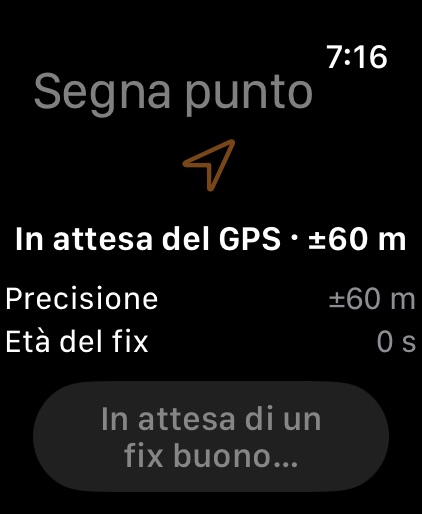 7:16
Segna punto
In attesa del GPS · ±60 m
Precisione ±60 m
Età del fix 0 s
In attesa di un
fix buono...